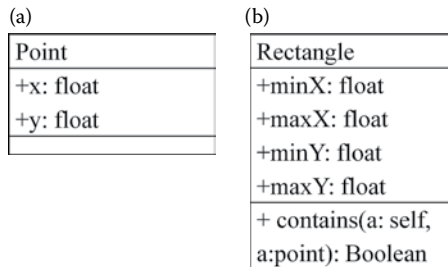 (a)
Point
+x: float
+y: float
(b)
Rectangle
+minX: float
+maxX: float
+minY: float
+maxY: float
+ contains(a: self,
a:point): Boolean